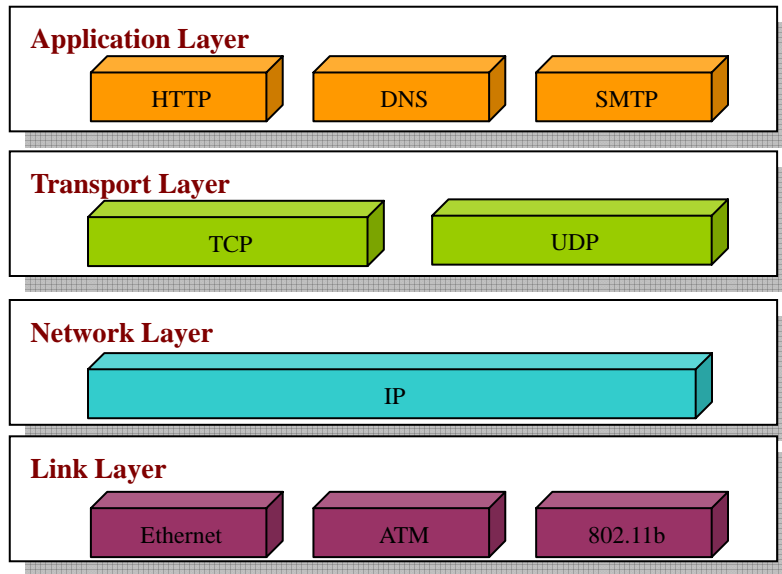 Application Layer
HTTP DNS SMTP
Transport Layer
TCP UDP
Network Layer
IP
Link Layer
Ethernet ATM 802.11b